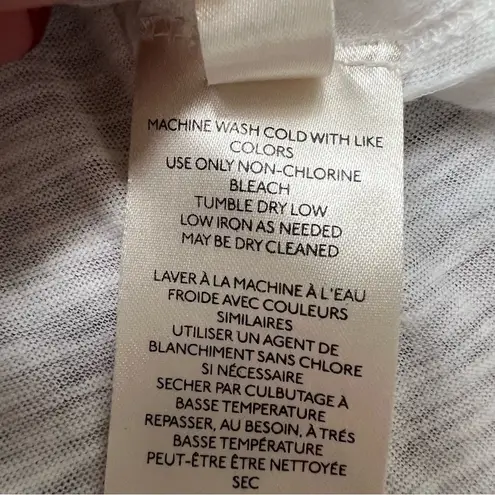 MACHINE WASH COLD WITH LIKE
COLORS
USE ONLY NON-CHLORINE
BLEACH
TUMBLE DRY LOW
LOW IRON AS NEEDED
MAY BE DRY CLEANED
LAVER À LA MACHINE À L'EAU
FROIDE AVEC COULEURS
SIMILAIRES
UTILISER UN AGENT DE
BLANCHIMENT SANS CHLORE
SI NÉCESSAIRE
SECHER PAR CULBUTAGE À
BASSE TEMPERATURE
REPASSER, AU BESOIN, À TRÉS
BASSE TEMPÉRATURE
PEUT-ÊTRE ÊTRE NETTOYÉE
SEC